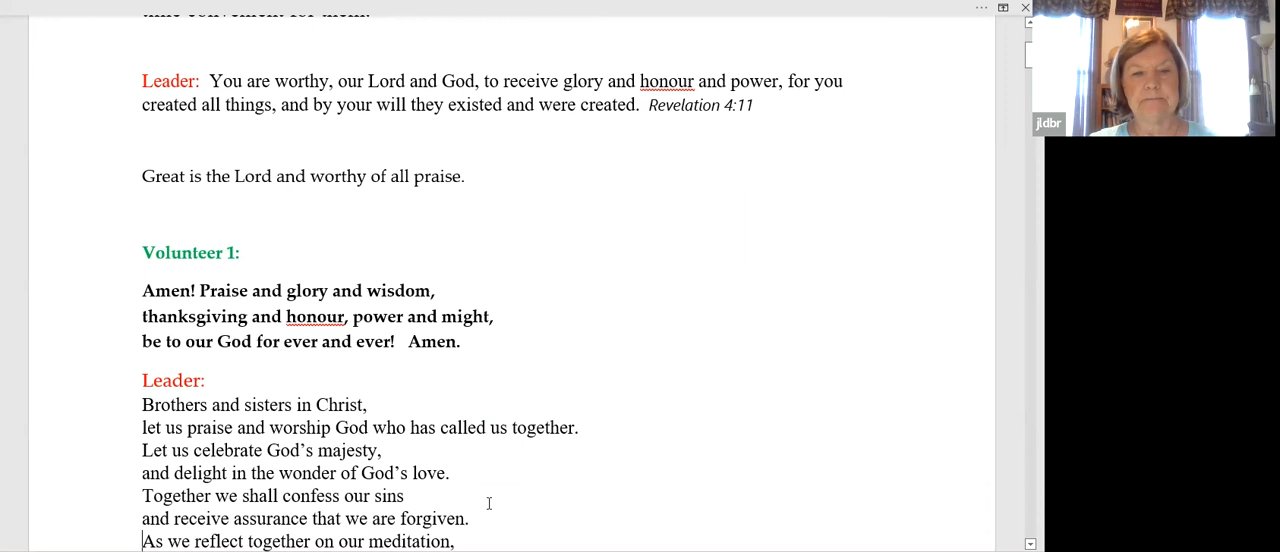 Leader:  You are worthy, our Lord and God, to receive glory and honour and power, for you
created all things, and by your will they existed and were created.  Revelation 4:11
Great is the Lord and worthy of all praise.
Volunteer 1:
Amen! Praise and glory and wisdom,
thanksgiving and honour, power and might,
be to our God for ever and ever!   Amen.
Leader:
Brothers and sisters in Christ,
let us praise and worship God who has called us together.
Let us celebrate God's majesty,
and delight in the wonder of God's love.
Together we shall confess our sins
and receive assurance that we are forgiven.
As we reflect together on our meditation,
jldbr